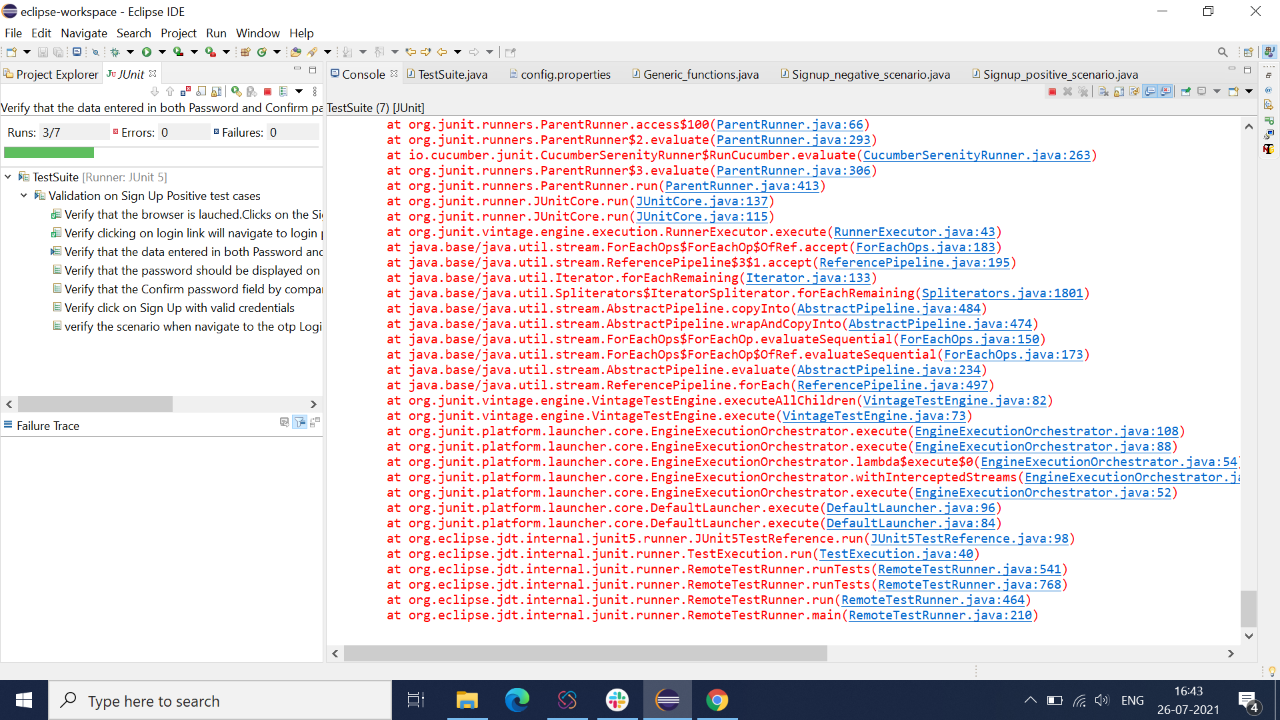 eclipse-workspace - Eclipse IDE
File Edit Navigate Search Project Run Window Help
Project Explorer JUnit
Console TestSuite.java config.properties Generic_functions.java Signup_negative_scenario.java Signup_positive_scenario.java
Verify that the data entered in both Password and Confirm pa
Runs: 3/7 Errors: 0 Failures: 0
TestSuite [Runner: JUnit 5]
Validation on Sign Up Positive test cases
Verify that the browser is lauched.Clicks on the Si
Verify clicking on login link will navigate to login p
Verify that the data entered in both Password and
Verify that the password should be displayed on
Verify that the Confirm password field by compa
Verify click on Sign Up with valid credentials
verify the scenario when navigate to the otp Logi
Failure Trace
TestSuite (7) [JUnit]
at org.junit.runners.ParentRunner.access$100(ParentRunner.java:66)
at org.junit.runners.ParentRunner$2.evaluate(ParentRunner.java:293)
at io.cucumber.junit.CucumberSerenityRunner$RunCucumber.evaluate(CucumberSerenityRunner.java:263)
at org.junit.runners.ParentRunner$3.evaluate(ParentRunner.java:306)
at org.junit.runners.ParentRunner.run(ParentRunner.java:413)
at org.junit.runner.JUnitCore.run(JUnitCore.java:137)
at org.junit.runner.JUnitCore.run(JUnitCore.java:115)
at org.junit.vintage.engine.execution.RunnerExecutor.execute(RunnerExecutor.java:43)
at java.base/java.util.stream.ForEachOps$ForEachOp$OfRef.accept(ForEachOps.java:183)
at java.base/java.util.stream.ReferencePipeline$3$1.accept(ReferencePipeline.java:195)
at java.base/java.util.Iterator.forEachRemaining(Iterator.java:133)
at java.base/java.util.Spliterators$IteratorSpliterator.forEachRemaining(Spliterators.java:1801)
at java.base/java.util.stream.AbstractPipeline.copyInto(AbstractPipeline.java:484)
at java.base/java.util.stream.AbstractPipeline.wrapAndCopyInto(AbstractPipeline.java:474)
at java.base/java.util.stream.ForEachOps$ForEachOp.evaluateSequential(ForEachOps.java:150)
at java.base/java.util.stream.ForEachOps$ForEachOp$OfRef.evaluateSequential(ForEachOps.java:173)
at java.base/java.util.stream.AbstractPipeline.evaluate(AbstractPipeline.java:234)
at java.base/java.util.stream.ReferencePipeline.forEach(ReferencePipeline.java:497)
at org.junit.vintage.engine.VintageTestEngine.executeAllChildren(VintageTestEngine.java:82)
at org.junit.vintage.engine.VintageTestEngine.execute(VintageTestEngine.java:73)
at org.junit.platform.launcher.core.EngineExecutionOrchestrator.execute(EngineExecutionOrchestrator.java:108)
at org.junit.platform.launcher.core.EngineExecutionOrchestrator.execute(EngineExecutionOrchestrator.java:88)
at org.junit.platform.launcher.core.EngineExecutionOrchestrator.lambda$execute$0(EngineExecutionOrchestrator.java:54
at org.junit.platform.launcher.core.EngineExecutionOrchestrator.withInterceptedStreams(EngineExecutionOrchestrator.ja
at org.junit.platform.launcher.core.EngineExecutionOrchestrator.execute(EngineExecutionOrchestrator.java:52)
at org.junit.platform.launcher.core.DefaultLauncher.execute(DefaultLauncher.java:96)
at org.junit.platform.launcher.core.DefaultLauncher.execute(DefaultLauncher.java:84)
at org.eclipse.jdt.internal.junit5.runner.JUnit5TestReference.run(JUnit5TestReference.java:98)
at org.eclipse.jdt.internal.junit.runner.TestExecution.run(TestExecution.java:40)
at org.eclipse.jdt.internal.junit.runner.RemoteTestRunner.runTests(RemoteTestRunner.java:541)
at org.eclipse.jdt.internal.junit.runner.RemoteTestRunner.runTests(RemoteTestRunner.java:768)
at org.eclipse.jdt.internal.junit.runner.RemoteTestRunner.run(RemoteTestRunner.java:464)
at org.eclipse.jdt.internal.junit.runner.RemoteTestRunner.main(RemoteTestRunner.java:210)
Type here to search
ENG
16:43
26-07-2021
4